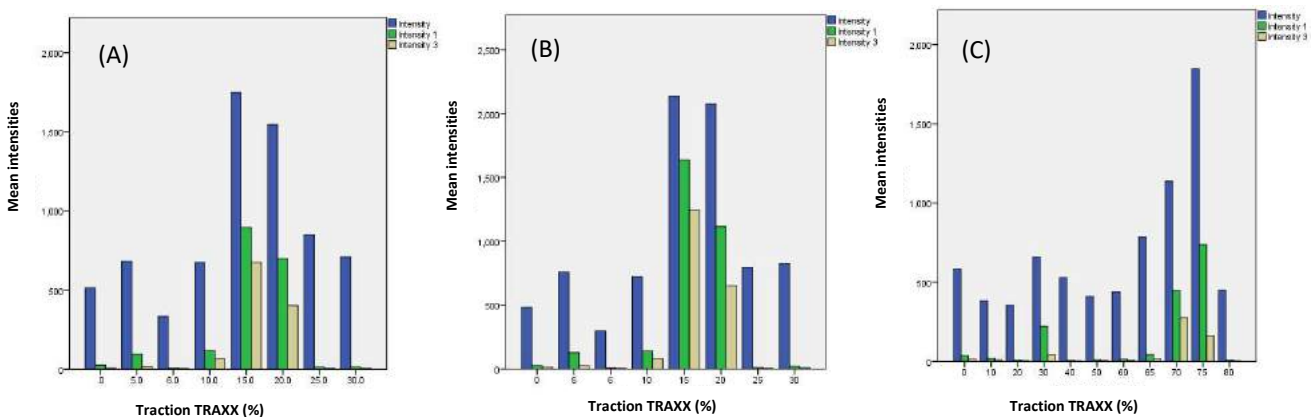 (A)
Intensity
Intensity 1
Intensity 3
Mean intensities
2,000
1,500
1,000
500
0
0 5.0 6.0 10.0 15.0 20.0 25.0 30.0
Traction TRAXX (%)
(B)
Intensity
Intensity 1
Intensity 3
Mean intensities
2,500
2,000
1,500
1,000
500
0
0 5 6 10 15 20 25 30
Traction TRAXX (%)
(C)
Intensity
Intensity 1
Intensity 3
Mean intensities
2,000
1,500
1,000
500
0
0 10 20 30 40 50 60 65 70 75 80
Traction TRAXX (%)